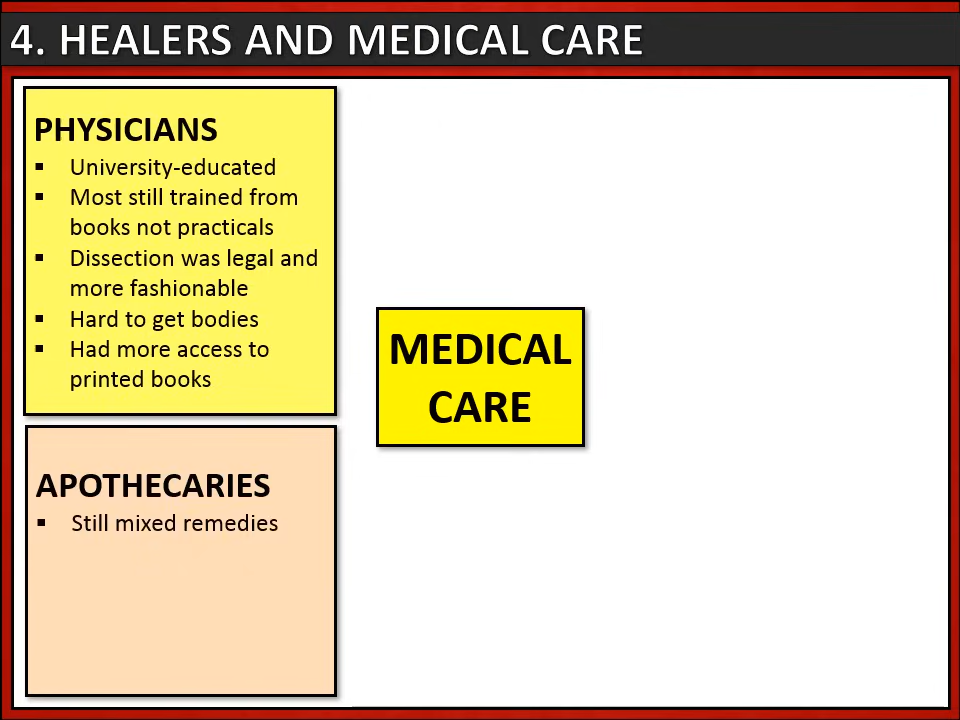 4. HEALERS AND MEDICAL CARE
PHYSICIANS
▪ University-educated
▪ Most still trained from
books not practicals
▪ Dissection was legal and
more fashionable
▪ Hard to get bodies
▪ Had more access to
printed books
MEDICAL
CARE
APOTHECARIES
▪ Still mixed remedies